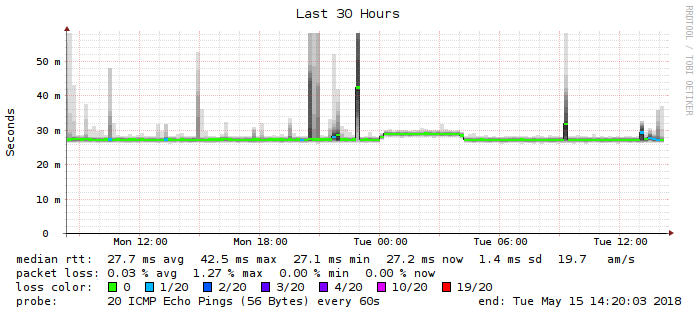 Last 30 Hours
RRDTOOL / TOBI OETIKER
Seconds
50 m
40 m
30 m
20 m
10 m
0
Mon 12:00 Mon 18:00 Tue 00:00 Tue 06:00 Tue 12:00
median rtt: 27.7 ms avg 42.5 ms max 27.1 ms min 27.2 ms now 1.4 ms sd 19.7 am/s
packet loss: 0.03 % avg 1.27 % max 0.00 % min 0.00 % now
loss color: 0 1/20 2/20 3/20 4/20 10/20 19/20
probe: 20 ICMP Echo Pings (56 Bytes) every 60s end: Tue May 15 14:20:03 2018